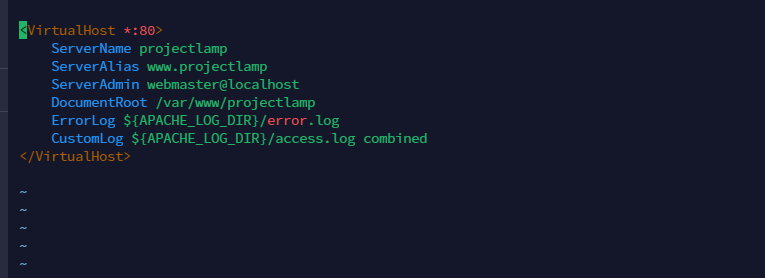 <VirtualHost *:80>
    ServerName projectlamp
    ServerAlias www.projectlamp
    ServerAdmin webmaster@localhost
    DocumentRoot /var/www/projectlamp
    ErrorLog ${APACHE_LOG_DIR}/error.log
    CustomLog ${APACHE_LOG_DIR}/access.log combined
</VirtualHost>
~
~
~
~
~